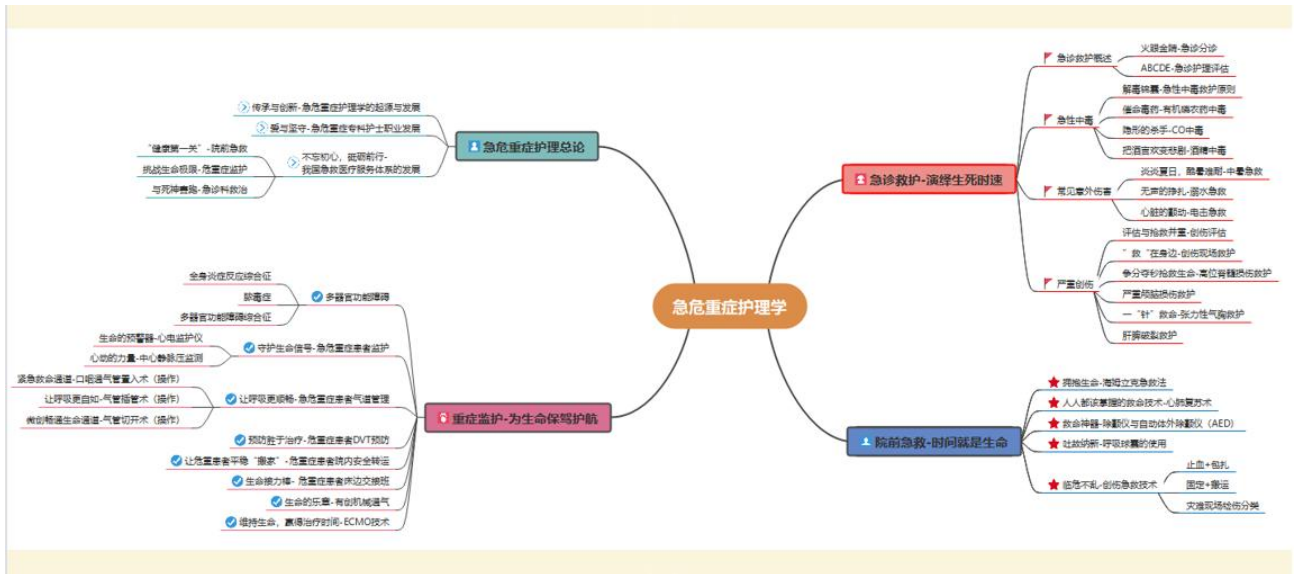 急危重症护理学
急危重症护理总论
传承与创新-急危重症护理学的起源与发展
爱与坚守-急危重症专科护士职业发展
不忘初心，砥砺前行-
我国急救医疗服务体系的发展
“健康第一关”-院前急救
挑战生命极限-危重症监护
与死神赛跑-急诊科救治
重症监护-为生命保驾护航
多器官功能障碍
全身炎症反应综合征
脓毒症
多器官功能障碍综合征
守护生命信号-急危重症患者监护
生命的预警器-心电监护仪
心动的力量-中心静脉压监测
让呼吸更顺畅-急危重症患者气道管理
紧急救命通道-口咽通气管置入术（操作）
让呼吸更自如-气管插管术（操作）
微创畅通生命通道-气管切开术（操作）
预防胜于治疗-危重症患者DVT预防
让危重患者平稳“搬家”-危重症患者院内安全转运
生命接力棒- 危重症患者床边交接班
生命的乐章-有创机械通气
维持生命，赢得治疗时间-ECMO技术
急诊救护-演绎生死时速
急诊救护概述
火眼金睛-急诊分诊
ABCDE-急诊护理评估
急性中毒
解毒锦囊-急性中毒救护原则
催命毒药-有机磷农药中毒
隐形的杀手-CO中毒
把酒言欢变悲剧-酒精中毒
常见意外伤害
炎炎夏日，酷暑难耐-中暑急救
无声的挣扎-溺水急救
心脏的颤动-电击急救
严重创伤
评估与抢救并重-创伤评估
“救”在身边-创伤现场救护
争分夺秒抢救生命-高位脊髓损伤救护
严重颅脑损伤救护
一“针”救命-张力性气胸救护
肝脾破裂救护
院前急救-时间就是生命
拥抱生命-海姆立克急救法
人人都该掌握的救命技术-心肺复苏术
救命神器-除颤仪与自动体外除颤仪（AED）
吐故纳新-呼吸球囊的使用
临危不乱-创伤急救技术
止血+包扎
固定+搬运
灾难现场检伤分类